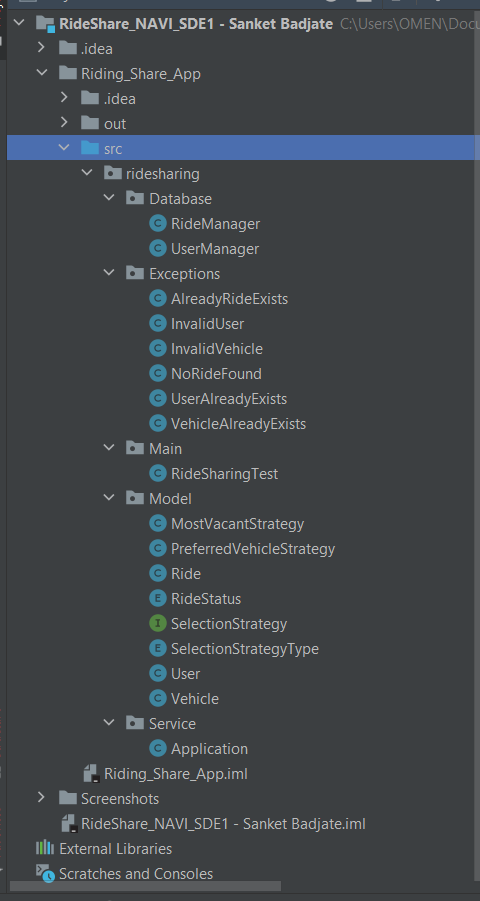 RideShare_NAVI_SDE1 - Sanket Badjate C:\Users\OMEN\Docu
.idea
Riding_Share_App
.idea
out
src
ridesharing
Database
C RideManager
C UserManager
Exceptions
C AlreadyRideExists
C InvalidUser
C InvalidVehicle
C NoRideFound
C UserAlreadyExists
C VehicleAlreadyExists
Main
C RideSharingTest
Model
C MostVacantStrategy
C PreferredVehicleStrategy
C Ride
E RideStatus
I SelectionStrategy
E SelectionStrategyType
C User
C Vehicle
Service
C Application
Riding_Share_App.iml
Screenshots
RideShare_NAVI_SDE1 - Sanket Badjate.iml
External Libraries
Scratches and Consoles